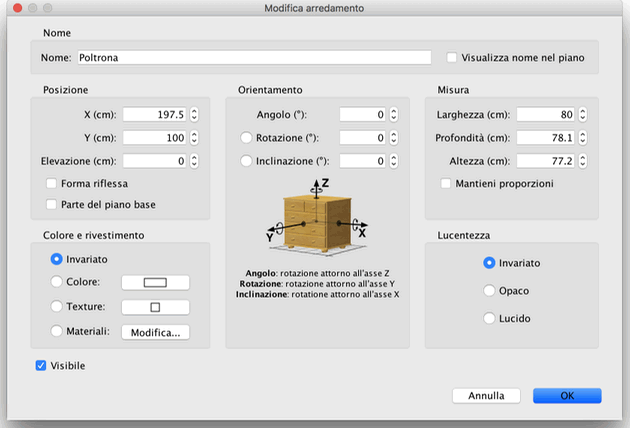 Modifica arredamento
Nome
Nome: Poltrona
Visualizza nome nel piano
Posizione
X (cm): 197.5
Y (cm): 100
Elevazione (cm): 0
Forma riflessa
Parte del piano base
Orientamento
Angolo (°): 0
Rotazione (°): 0
Inclinazione (°): 0
Z
Y
X
Angolo: rotazione attorno all'asse Z
Rotazione: rotazione attorno all'asse Y
Inclinazione: rotatione attorno all'asse X
Misura
Larghezza (cm): 80
Profondità (cm): 78.1
Altezza (cm): 77.2
Mantieni proporzioni
Colore e rivestimento
Invariato
Colore:
Texture:
Materiali: Modifica...
Lucentezza
Invariato
Opaco
Lucido
Visibile
Annulla
OK